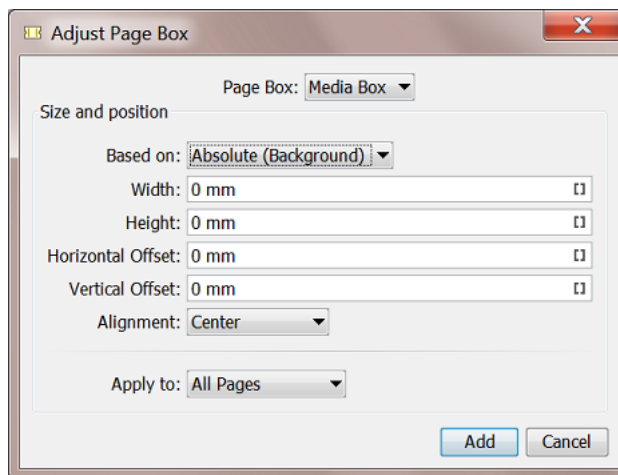 Adjust Page Box
Page Box: Media Box
Size and position
Based on: Absolute (Background)
Width: 0 mm
Height: 0 mm
Horizontal Offset: 0 mm
Vertical Offset: 0 mm
Alignment: Center
Apply to: All Pages
Add Cancel